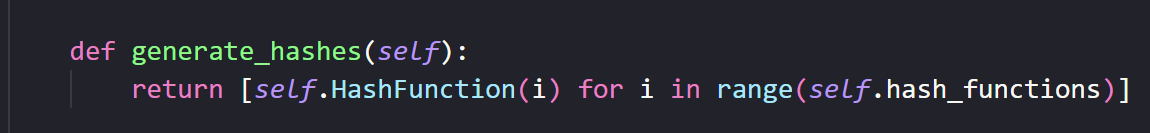 def generate_hashes(self):
    return [self.HashFunction(i) for i in range(self.hash_functions)]